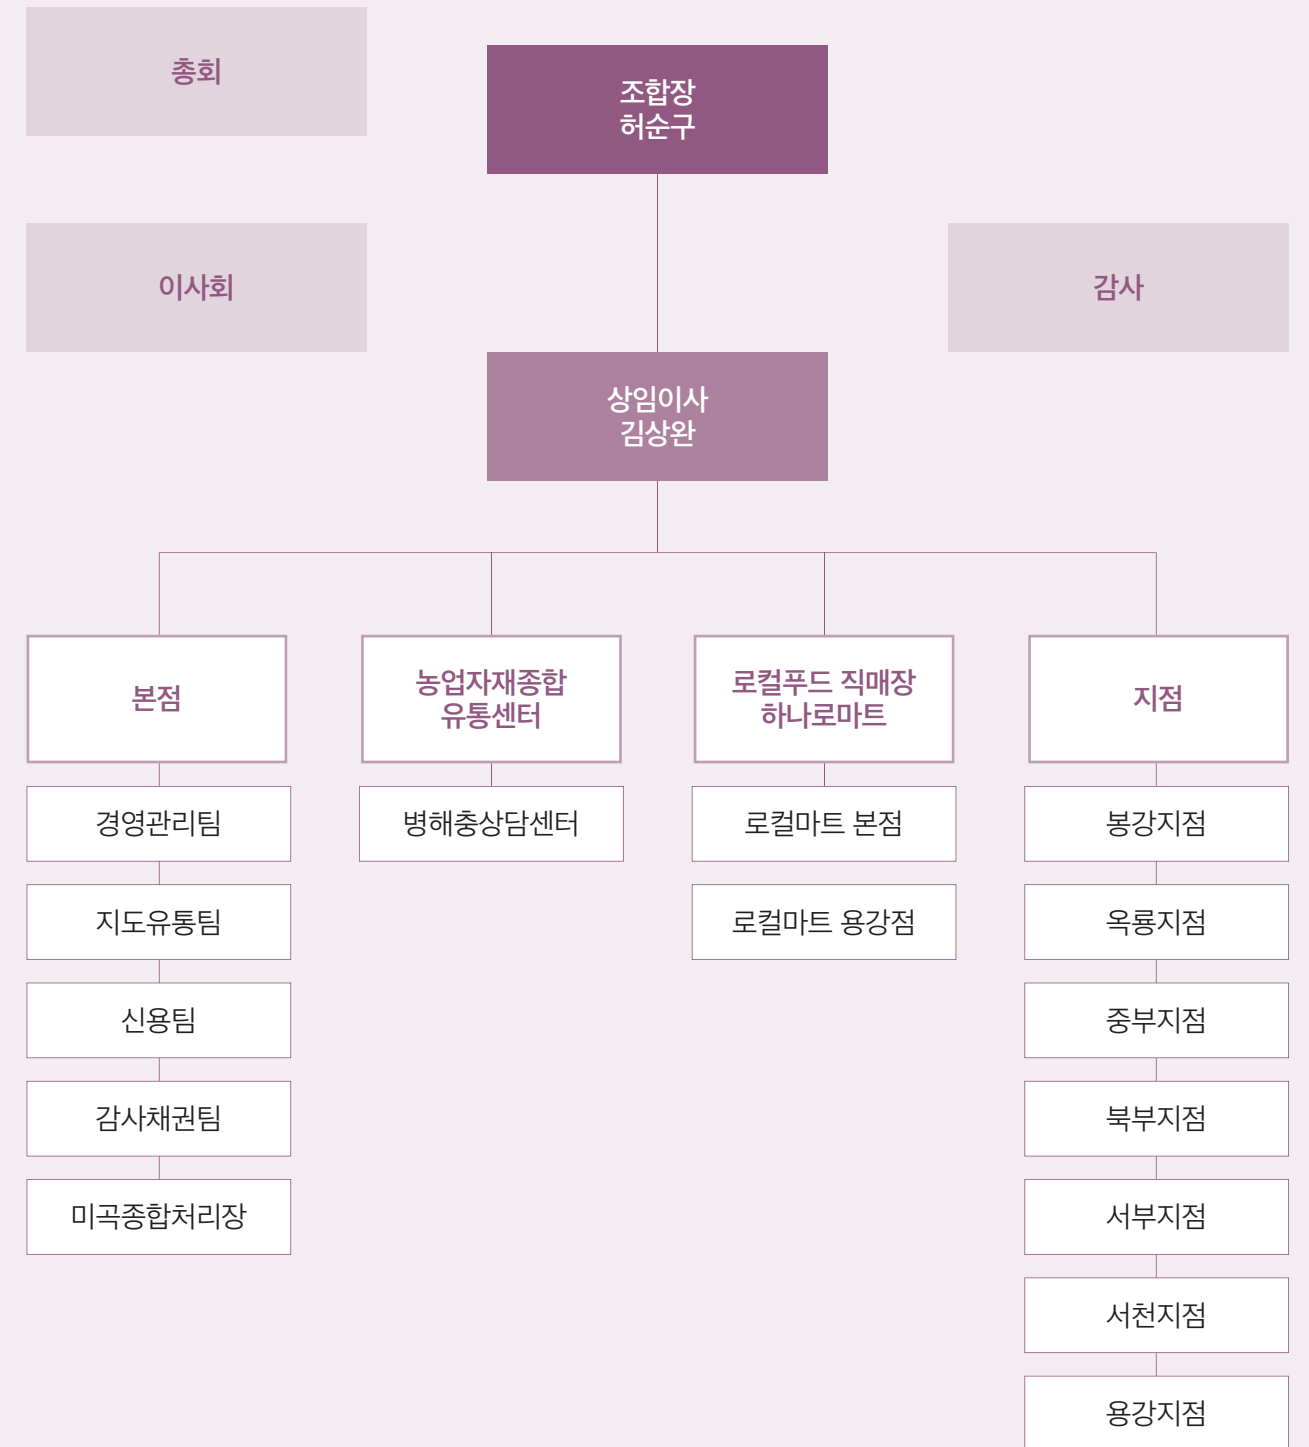 총회
조합장
허순구
이사회
감사
상임이사
김상완
본점
농업자재종합
유통센터
로컬푸드 직매장
하나로마트
지점
경영관리팀
지도유통팀
신용팀
감사채권팀
미곡종합처리장
병해충상담센터
로컬마트 본점
로컬마트 용강점
봉강지점
옥룡지점
중부지점
북부지점
서부지점
서천지점
용강지점